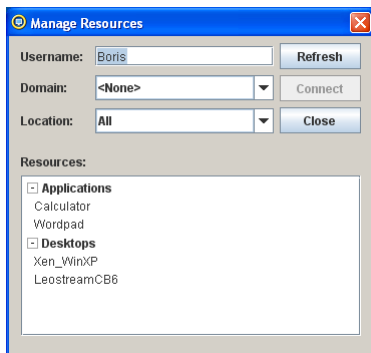 Manage Resources
Username: Boris Refresh
Domain: <None> Connect
Location: All Close
Resources:
- Applications
Calculator
Wordpad
- Desktops
Xen_WinXP
LeostreamCB6